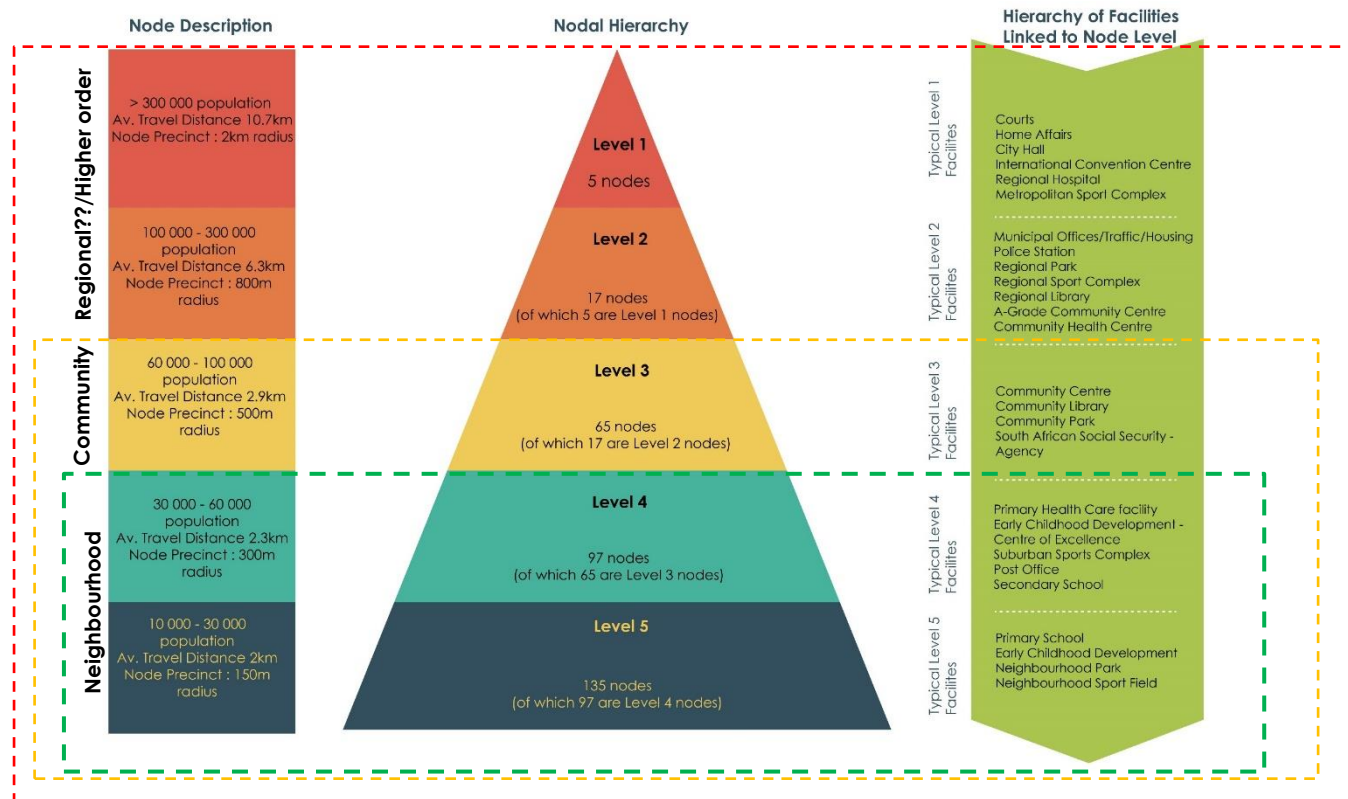 Node Description
Nodal Hierarchy
Hierarchy of Facilities
Linked to Node Level
Regional??/Higher order
> 300 000 population
Av. Travel Distance 10.7km
Node Precinct : 2km radius
Level 1
5 nodes
Typical Level 1
Facilites
Courts
Home Affairs
City Hall
International Convention Centre
Regional Hospital
Metropolitan Sport Complex
100 000 - 300 000
population
Av. Travel Distance 6.3km
Node Precinct : 800m
radius
Level 2
17 nodes
(of which 5 are Level 1 nodes)
Typical Level 2
Facilites
Municipal Offices/Traffic/Housing
Police Station
Regional Park
Regional Sport Complex
Regional Library
A-Grade Community Centre
Community Health Centre
Community
60 000 - 100 000
population
Av. Travel Distance 2.9km
Node Precinct : 500m
radius
Level 3
65 nodes
(of which 17 are Level 2 nodes)
Typical Level 3
Facilites
Community Centre
Community Library
Community Park
South African Social Security -
Agency
Neighbourhood
30 000 - 60 000
population
Av. Travel Distance 2.3km
Node Precinct : 300m
radius
Level 4
97 nodes
(of which 65 are Level 3 nodes)
Typical Level 4
Facilites
Primary Health Care facility
Early Childhood Development -
Centre of Excellence
Suburban Sports Complex
Post Office
Secondary School
10 000 - 30 000
population
Av. Travel Distance 2km
Node Precinct : 150m
radius
Level 5
135 nodes
(of which 97 are Level 4 nodes)
Typical Level 5
Facilites
Primary School
Early Childhood Development
Neighbourhood Park
Neighbourhood Sport Field